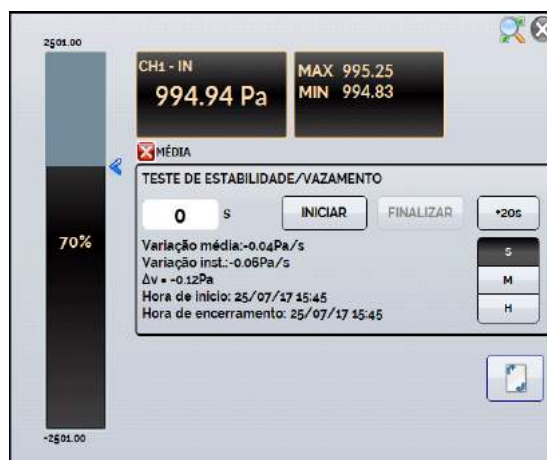 2501.00
CH1 - IN
994.94 Pa
MAX 995.25
MIN 994.83
MÉDIA
TESTE DE ESTABILIDADE/VAZAMENTO
0 s INICIAR FINALIZAR +20s
70%
Variação média:-0.04Pa/s
Variação inst.:-0.06Pa/s
Δv = -0.12Pa
Hora de inicio: 25/07/17 15:45
Hora de encerramento: 25/07/17 15:45
S
M
H
-2501.00